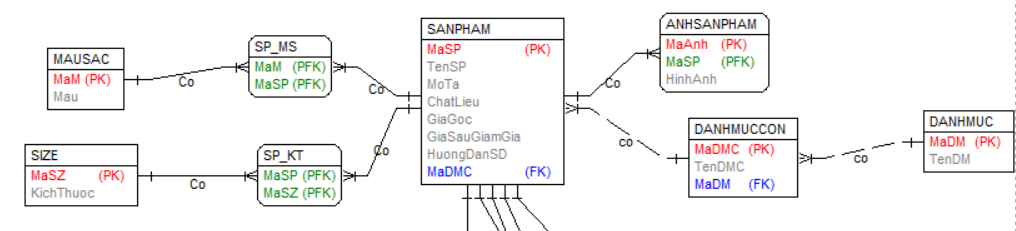 MAUSAC
MaM (PK)
Mau
Co
SP_MS
MaM (PFK)
MaSP (PFK)
Co
SANPHAM
MaSP (PK)
TenSP
MoTa
ChatLieu
GiaGoc
GiaSauGiamGia
HuongDanSD
MaDMC (FK)
Co
ANHSANPHAM
MaAnh (PK)
MaSP (PFK)
HinhAnh
SIZE
MaSZ (PK)
KichThuoc
Co
SP_KT
MaSP (PFK)
MaSZ (PFK)
Co
co
DANHMUCCON
MaDMC (PK)
TenDMC
MaDM (FK)
co
DANHMUC
MaDM (PK)
TenDM